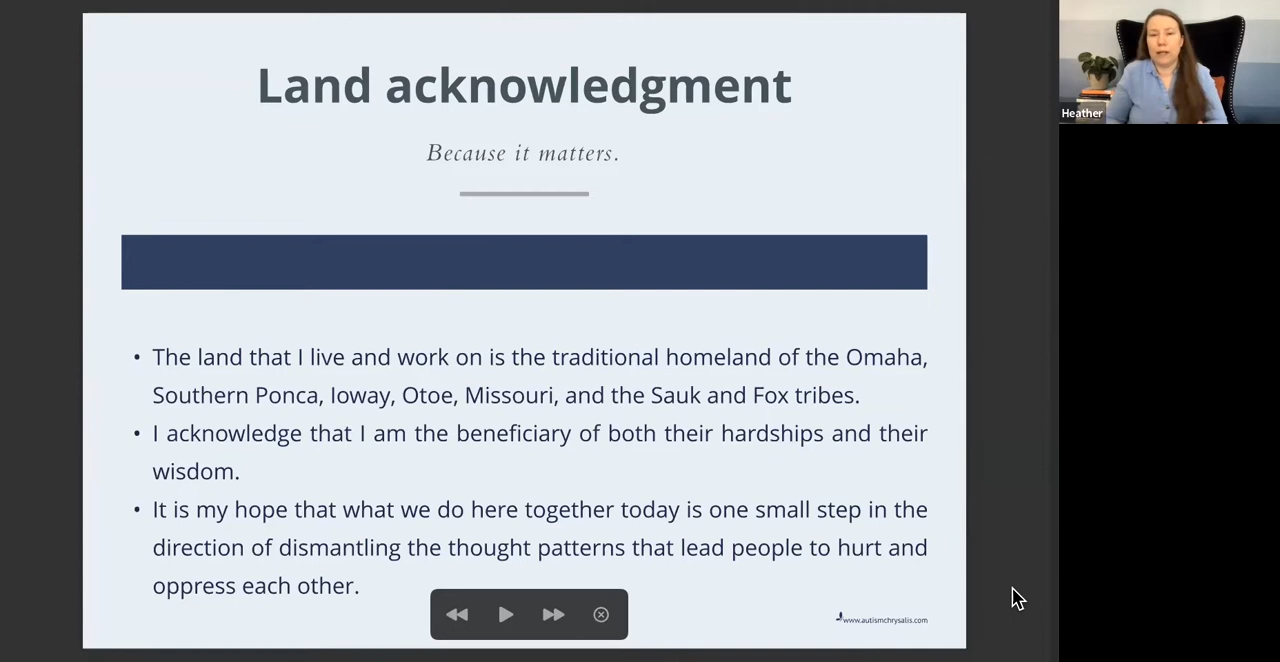 Land acknowledgment
Because it matters.
Heather
• The land that I live and work on is the traditional homeland of the Omaha,
Southern Ponca, Ioway, Otoe, Missouri, and the Sauk and Fox tribes.
• I acknowledge that I am the beneficiary of both their hardships and their
wisdom.
• It is my hope that what we do here together today is one small step in the
direction of dismantling the thought patterns that lead people to hurt and
oppress each other.
www.autismchrysalis.com